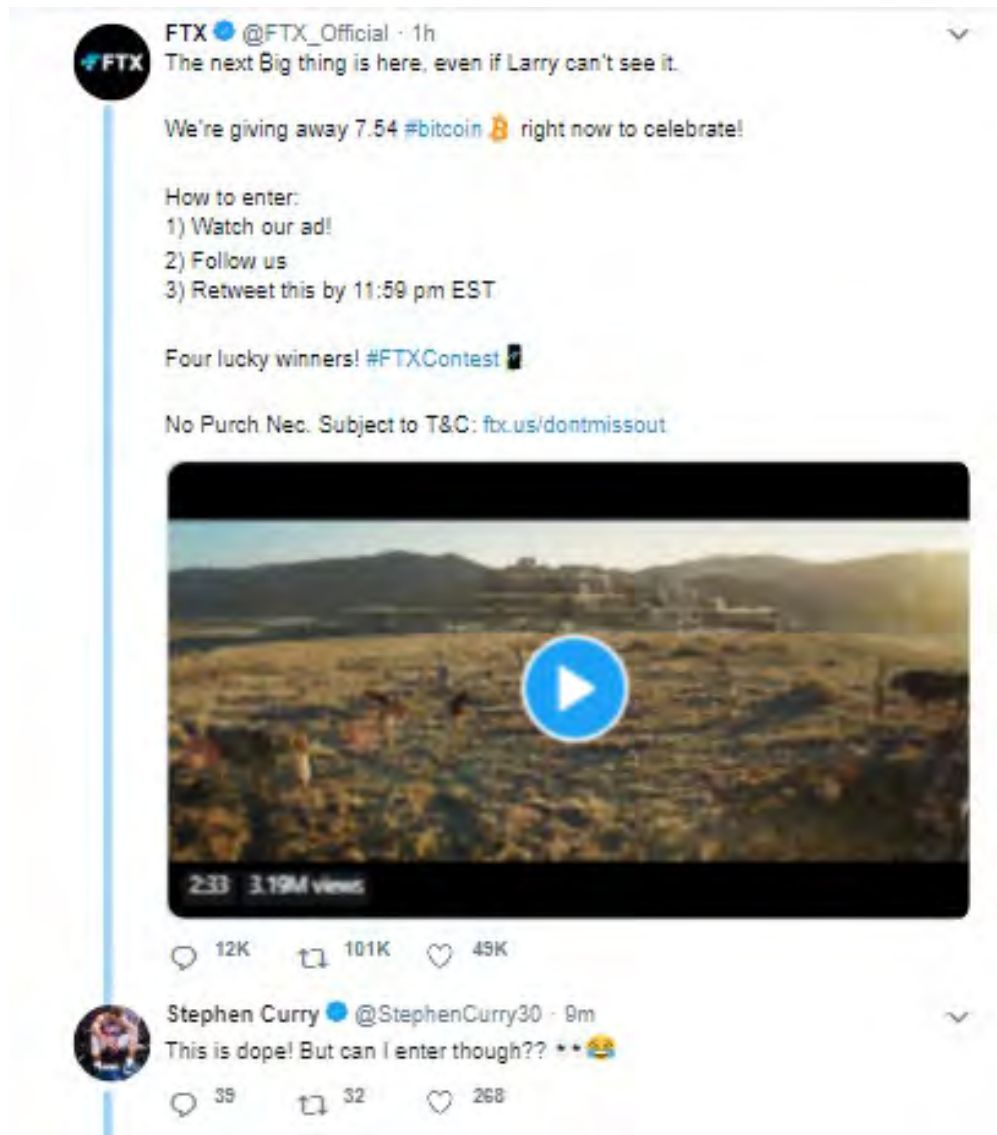 FTX @FTX_Official · 1h
FTX
The next Big thing is here, even if Larry can't see it.
We're giving away 7.54 #bitcoin right now to celebrate!
How to enter:
1) Watch our ad!
2) Follow us
3) Retweet this by 11:59 pm EST
Four lucky winners! #FTXContest
No Purch Nec. Subject to T&C: ftx.us/dontmissout
2:33 3.19M views
12K 101K 49K
Stephen Curry @StephenCurry30 · 9m
This is dope! But can I enter though??
39 32 268